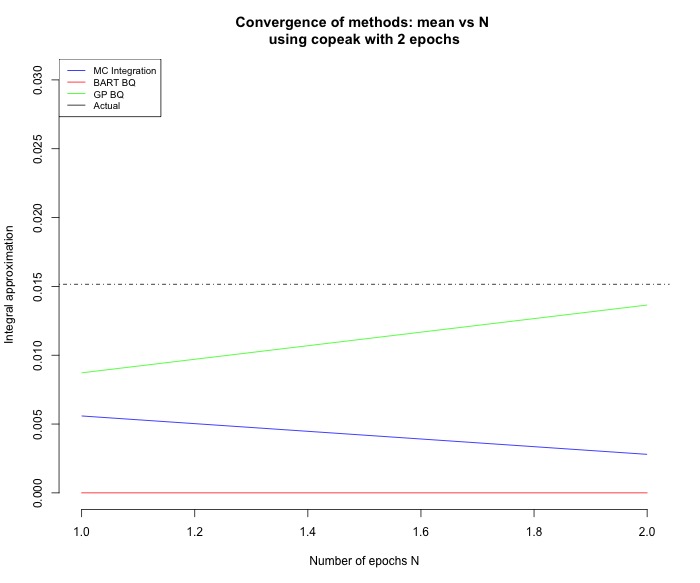 Convergence of methods: mean vs N
using copeak with 2 epochs
MC Integration
BART BQ
GP BQ
Actual
Integral approximation
0.030
0.025
0.020
0.015
0.010
0.005
0.000
1.0 1.2 1.4 1.6 1.8 2.0
Number of epochs N